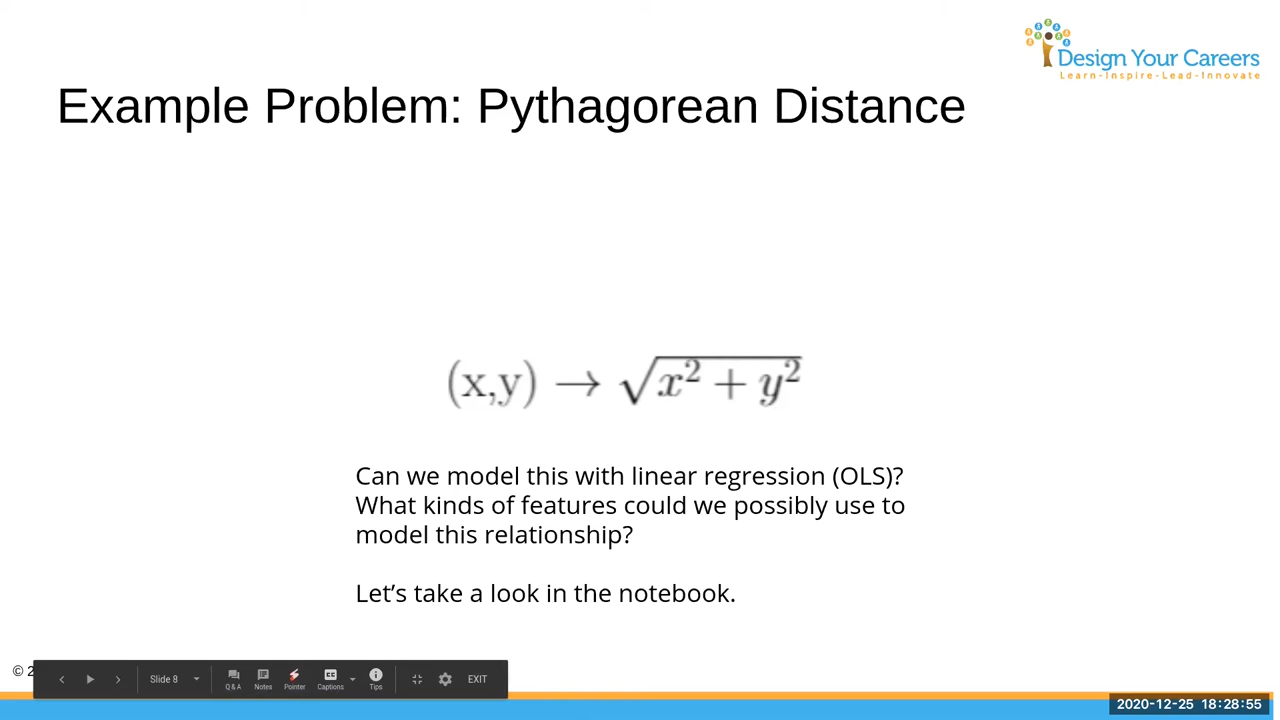 Design Your Careers
Learn-Inspire-Lead-Innovate
Example Problem: Pythagorean Distance
(x,y) → √x² + y²
Can we model this with linear regression (OLS)?
What kinds of features could we possibly use to
model this relationship?
Let's take a look in the notebook.
© 2
Slide 8
Q & A
Notes
Pointer
CC
Captions
Tips
EXIT
2020-12-25 18:28:55